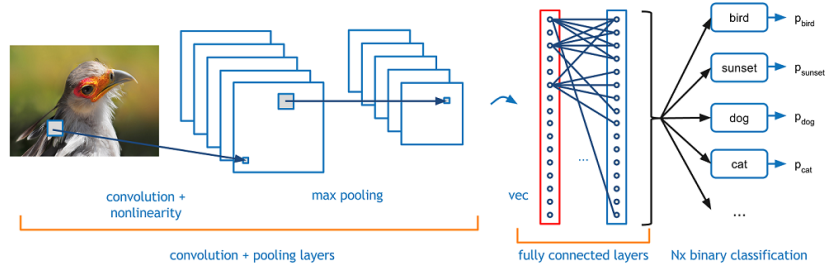 bird
p_bird
sunset
p_sunset
dog
p_dog
cat
p_cat
...
...
convolution +
nonlinearity
max pooling
vec
convolution + pooling layers
fully connected layers
Nx binary classification